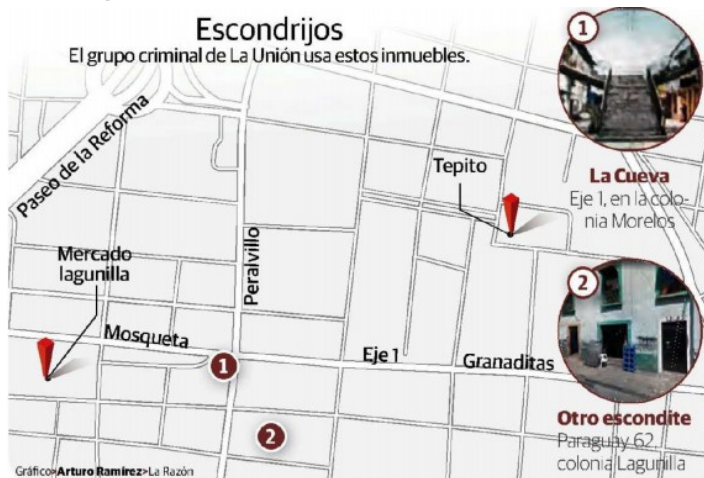 Escondrijos
El grupo criminal de La Unión usa estos inmuebles.
1
La Cueva
Eje 1, en la colo-
nia Morelos
Paseo de la Reforma
Tepito
Peralvillo
Mercado
lagunilla
Mosqueta
1
Eje 1
Granaditas
2
2
Otro escondite
Paraguay 62,
colonia Lagunilla
Gráfico>Arturo Ramírez>La Razón